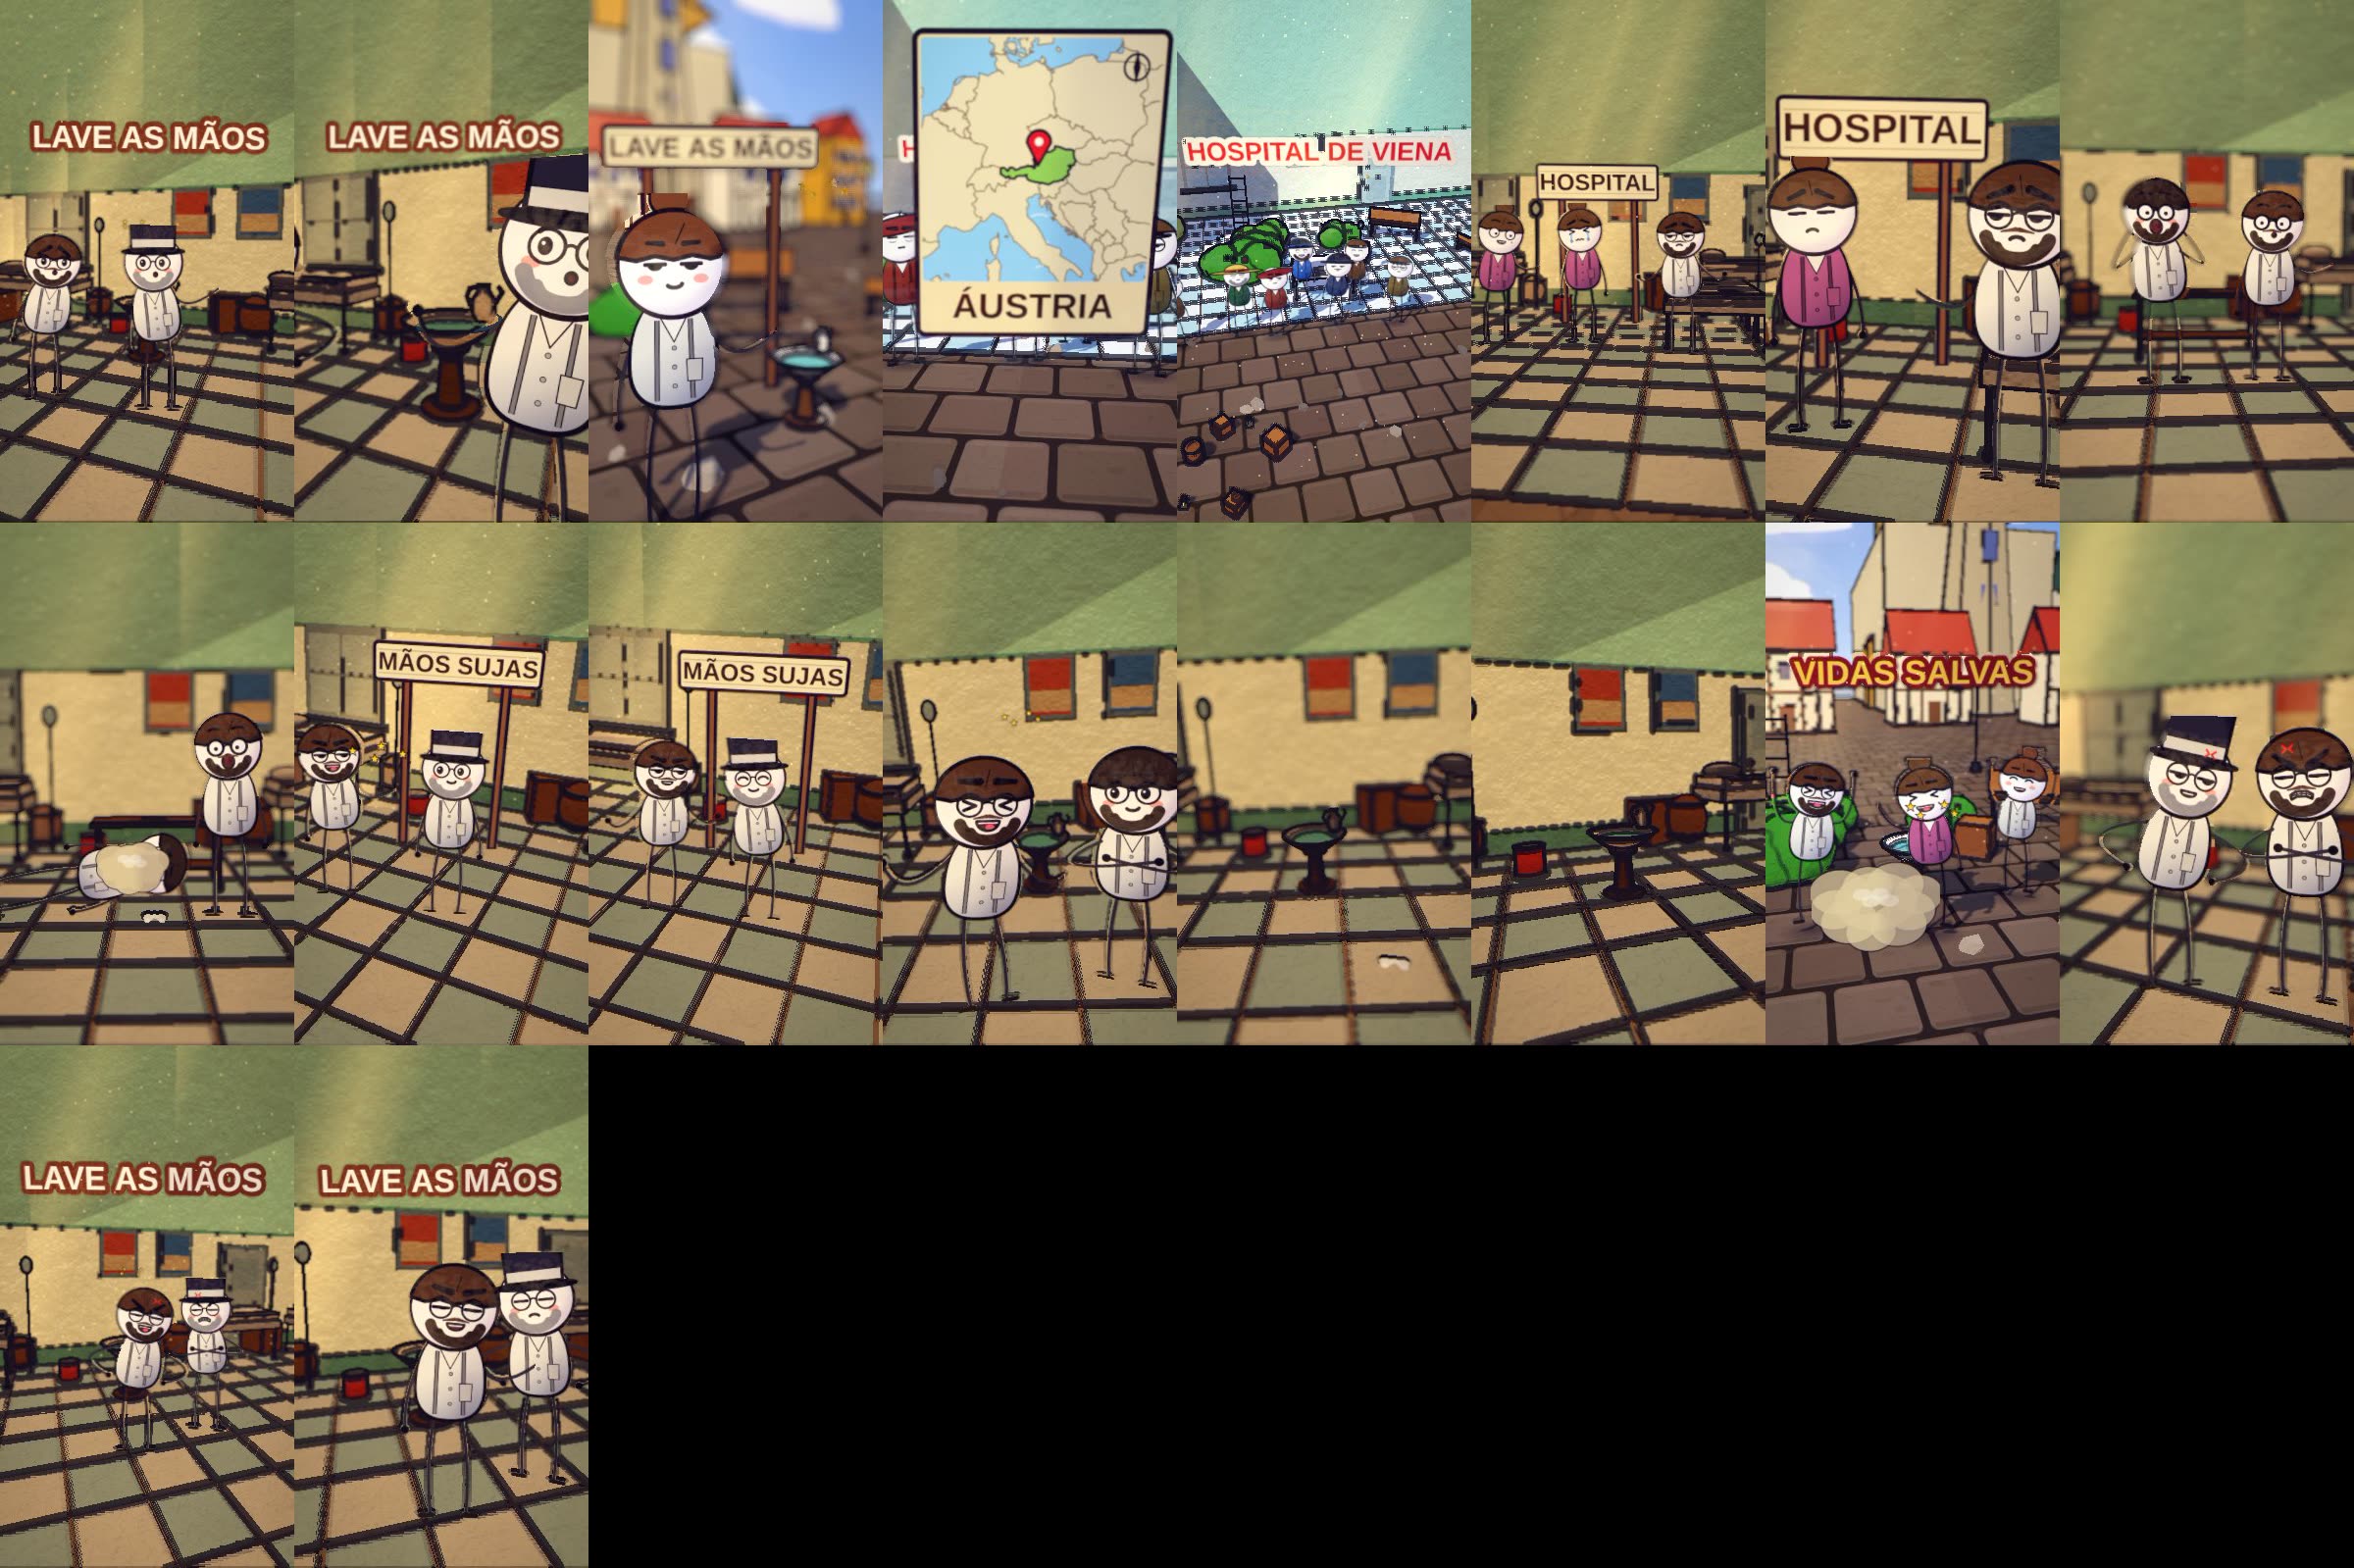 LAVE AS MÃOS
LAVE AS MÃOS
LAVE AS MÃOS
H
ÁUSTRIA
HOSPITAL DE VIENA
HOSPITAL
HOSPITAL
MÃOS SUJAS
MÃOS SUJAS
VIDAS SALVAS
LAVE AS MÃOS
LAVE AS MÃOS